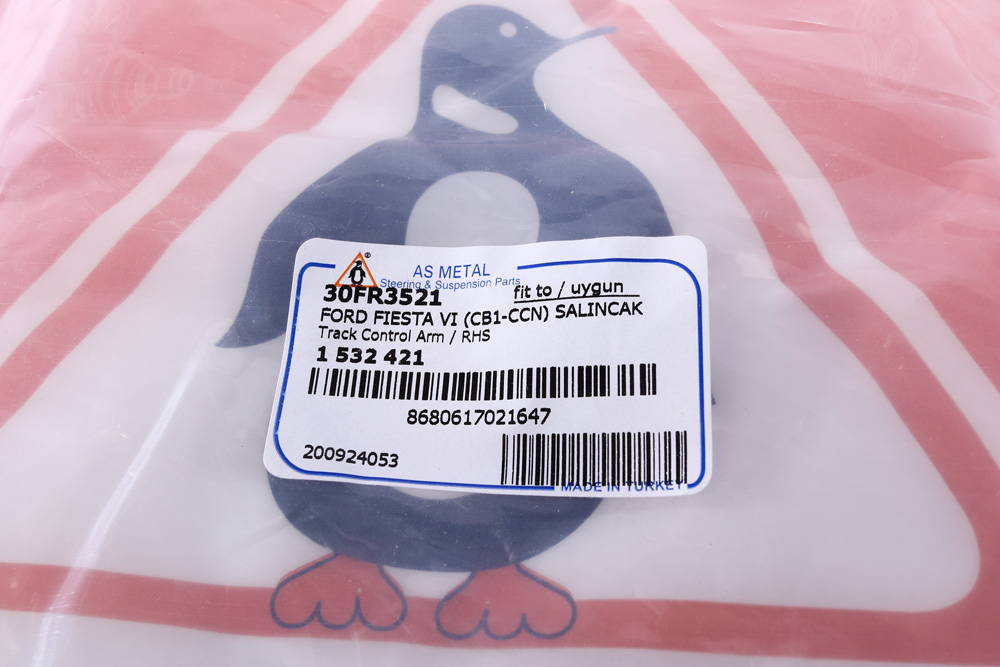 AS METAL
Steering & Suspension Parts
30FR3521
fit to / uygun
FORD FIESTA VI (CB1-CCN) SALINCAK
Track Control Arm / RHS
1 532 421
8680617021647
200924053
MADE IN TURKEY